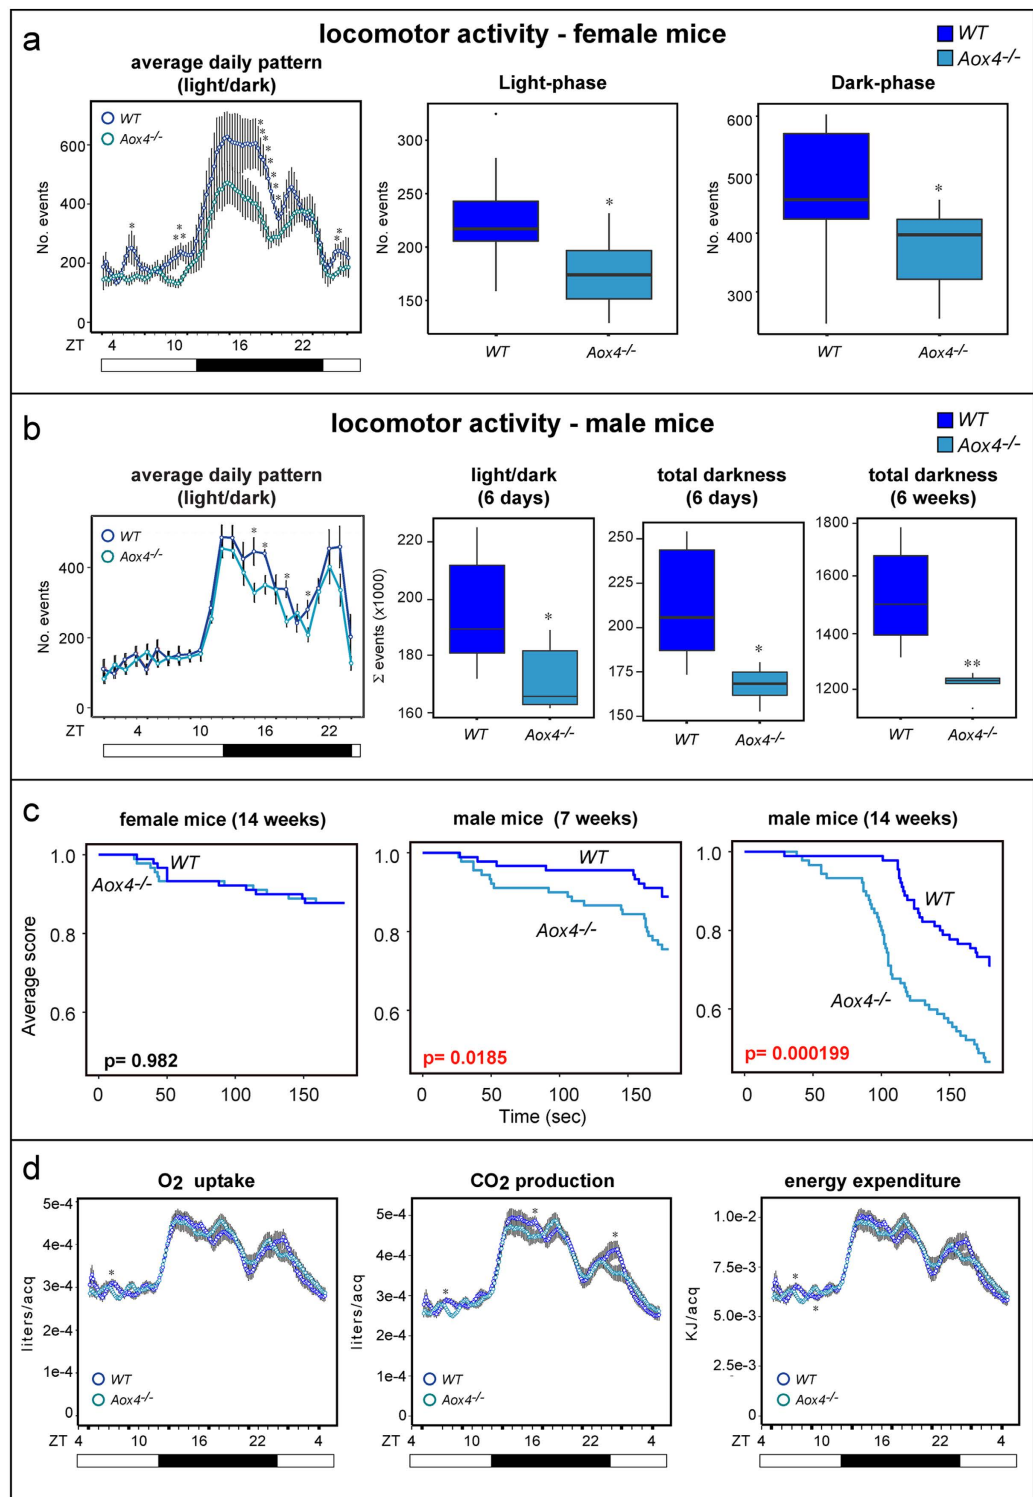 a
locomotor activity - female mice
WT
Aox4-/-
average daily pattern
(light/dark)
Light-phase
Dark-phase
WT
Aox4-/-
No. events
600
400
200
0
ZT 4 10 16 22
No. events
300
250
200
150
*
WT Aox4-/-
No. events
600
500
400
300
*
WT Aox4-/-
b
locomotor activity - male mice
WT
Aox4-/-
average daily pattern
(light/dark)
light/dark
(6 days)
total darkness
(6 days)
total darkness
(6 weeks)
WT
Aox4-/-
No. events
400
200
0
ZT 4 10 16 22
Σ events (x1000)
220
200
180
160
*
WT Aox4-/-
250
225
200
175
150
*
WT Aox4-/-
1800
1600
1400
1200
**
WT Aox4-/-
c
female mice (14 weeks)
male mice (7 weeks)
male mice (14 weeks)
Average score
1.0
0.8
0.6
WT
Aox4-/-
p= 0.982
0 50 100 150
1.0
0.8
0.6
WT
Aox4-/-
p= 0.0185
0 50 100 150
1.0
0.8
0.6
WT
Aox4-/-
p= 0.000199
0 50 100 150
Time (sec)
d
O2 uptake
CO2 production
energy expenditure
liters/acq
5e-4
4e-4
3e-4
2e-4
1e-4
0
*
WT
Aox4-/-
ZT 4 10 16 22 4
liters/acq
5e-4
4e-4
3e-4
2e-4
1e-4
0
*
*
*
WT
Aox4-/-
ZT 4 10 16 22 4
KJ/acq
1.0e-2
7.5e-3
5.0e-3
2.5e-3
0
*
*
WT
Aox4-/-
ZT 4 10 16 22 4